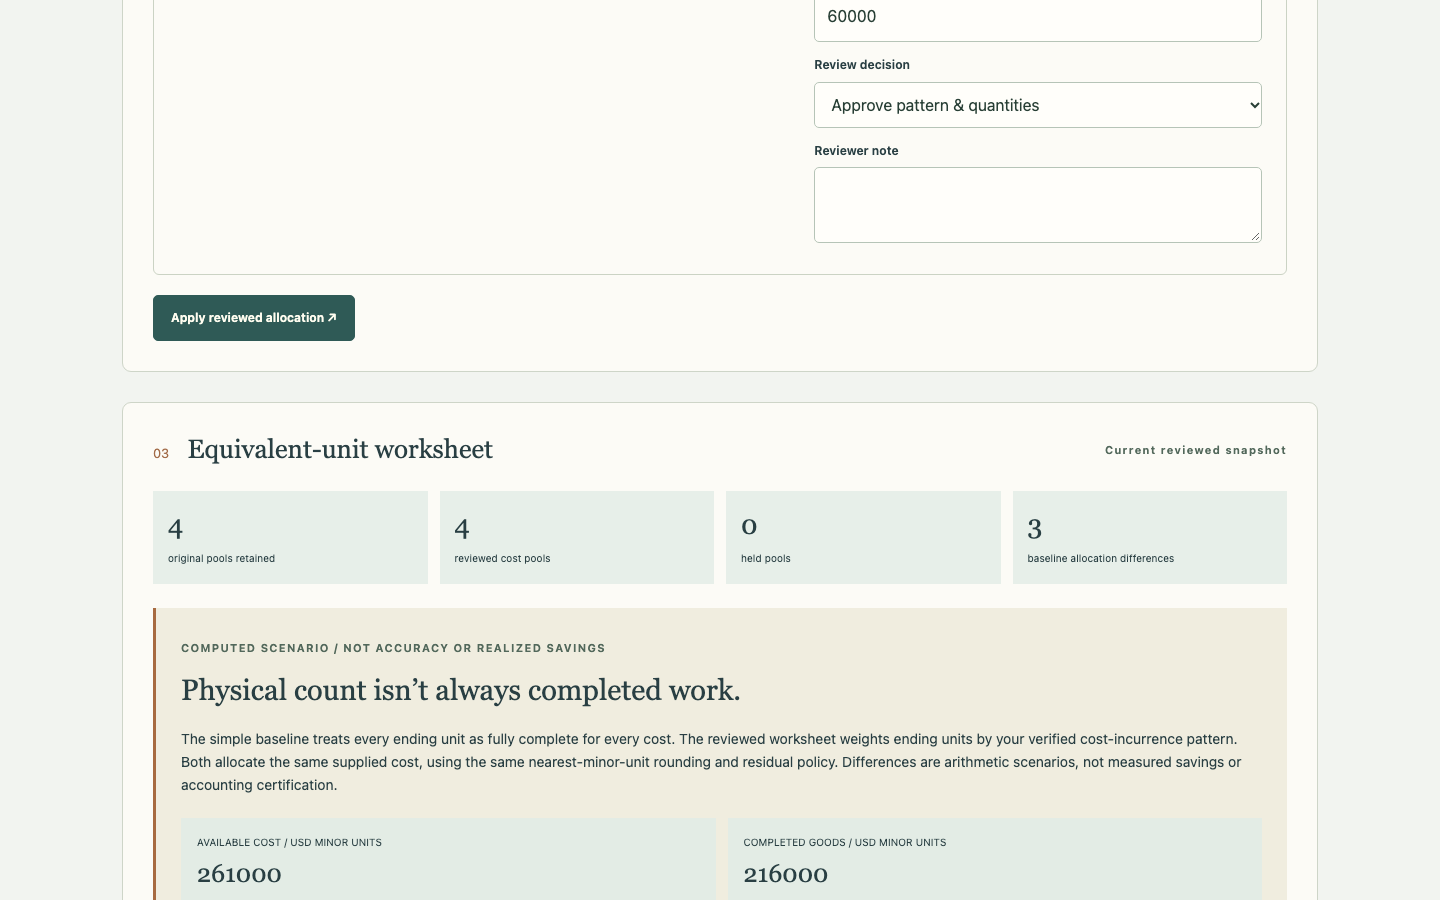 60000
Review decision
Approve pattern & quantities
Reviewer note
Apply reviewed allocation ↗
03 Equivalent-unit worksheet
Current reviewed snapshot
4
original pools retained
4
reviewed cost pools
0
held pools
3
baseline allocation differences
COMPUTED SCENARIO / NOT ACCURACY OR REALIZED SAVINGS
Physical count isn’t always completed work.
The simple baseline treats every ending unit as fully complete for every cost. The reviewed worksheet weights ending units by your verified cost-incurrence pattern.
Both allocate the same supplied cost, using the same nearest-minor-unit rounding and residual policy. Differences are arithmetic scenarios, not measured savings or
accounting certification.
AVAILABLE COST / USD MINOR UNITS
261000
COMPLETED GOODS / USD MINOR UNITS
216000